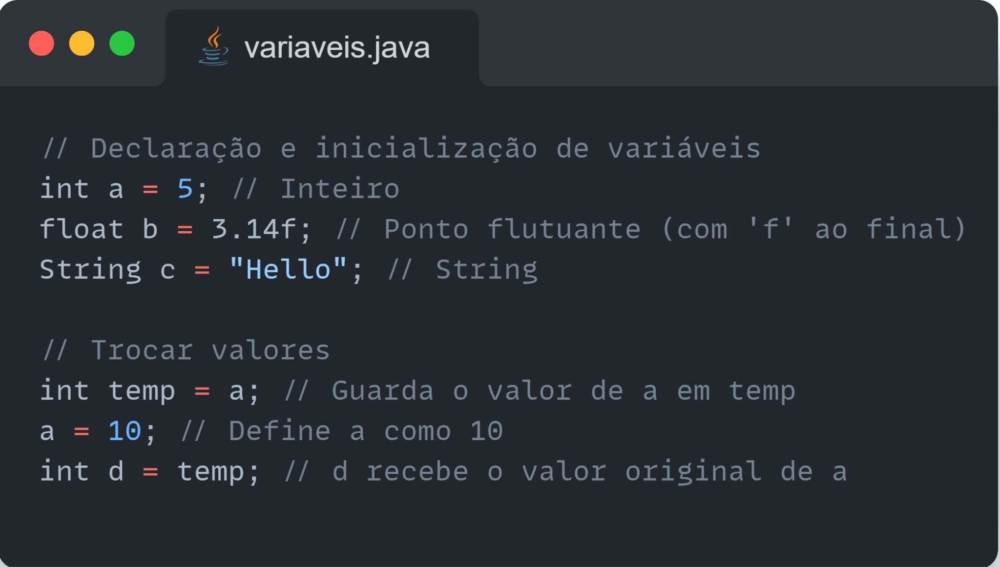 variaveis.java
// Declaração e inicialização de variáveis
int a = 5; // Inteiro
float b = 3.14f; // Ponto flutuante (com 'f' ao final)
String c = "Hello"; // String
// Trocar valores
int temp = a; // Guarda o valor de a em temp
a = 10; // Define a como 10
int d = temp; // d recebe o valor original de a